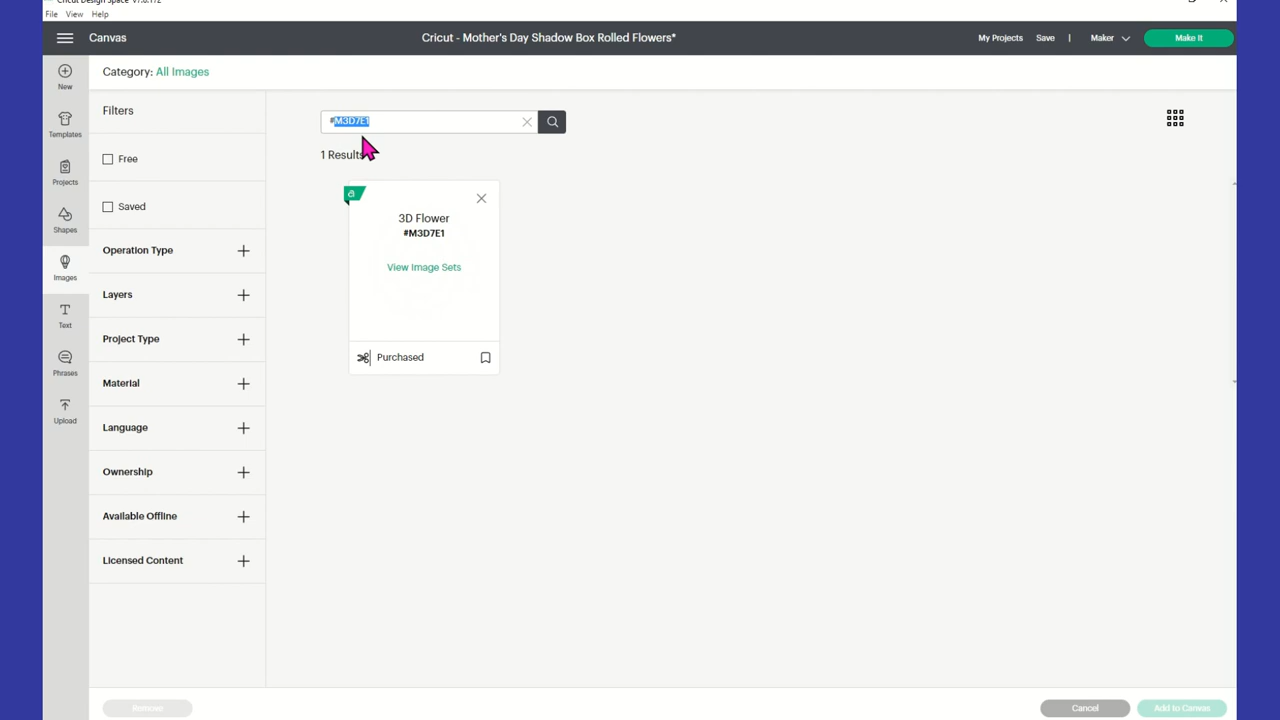 Cricut Design Space v7.0.112
File View Help
Canvas
Cricut - Mother's Day Shadow Box Rolled Flowers*
My Projects Save | Maker Make It
New
Templates
Projects
Shapes
Images
Text
Phrases
Upload
Category: All Images
Filters
Free
Saved
Operation Type
Layers
Project Type
Material
Language
Ownership
Available Offline
Licensed Content
#M3D7E1
1 Results
a
3D Flower
#M3D7E1
View Image Sets
Purchased
Remove
Cancel Add to Canvas